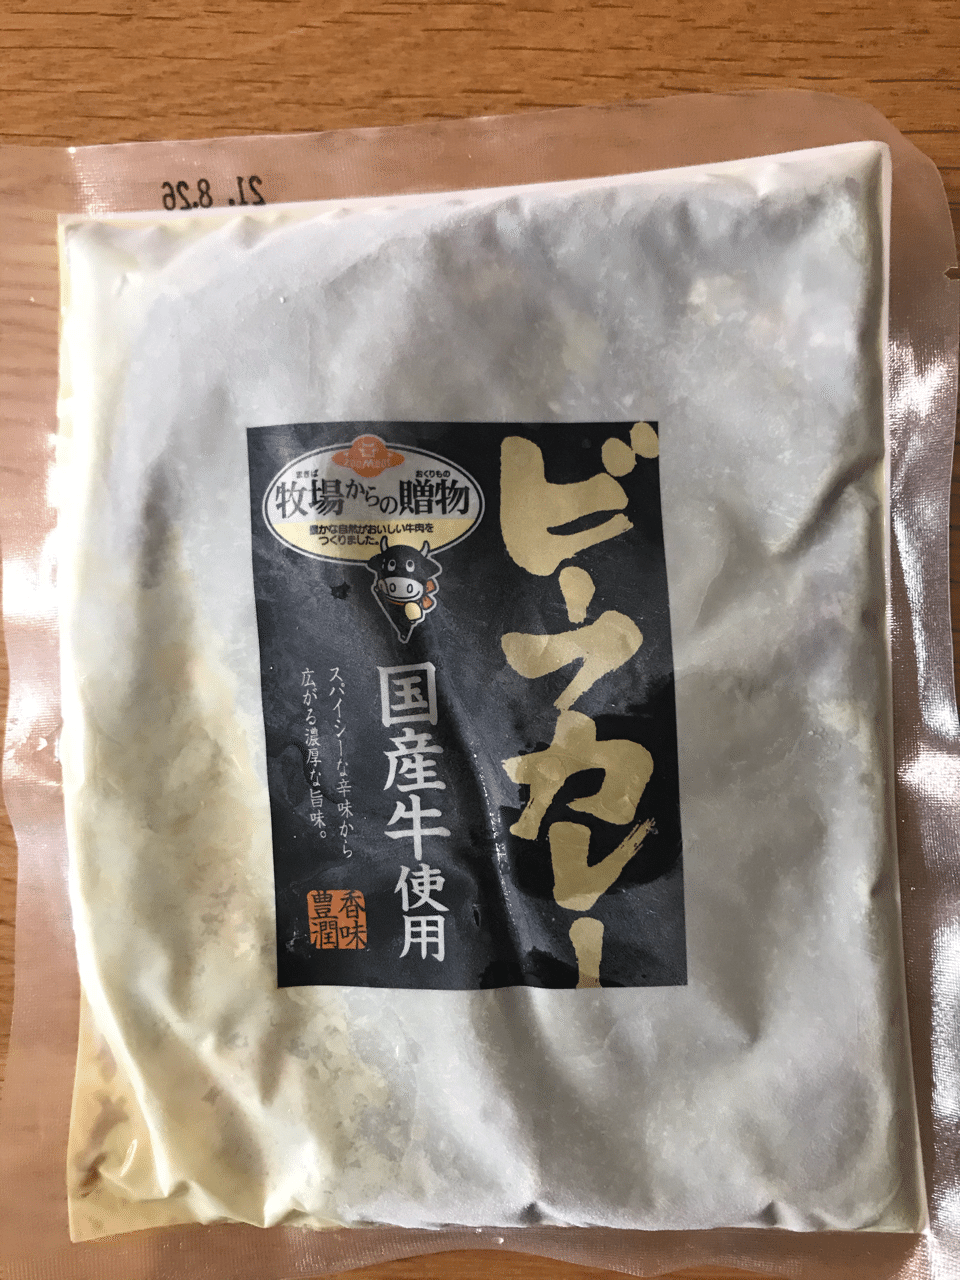 21. 8.26
ビーフカレー
まきば おくりもの
牧場からの贈物
豊かな自然がおいしい牛肉を
つくりました。
国産牛使用
スパイシーな辛味から
広がる濃厚な旨味。
香味
豊潤